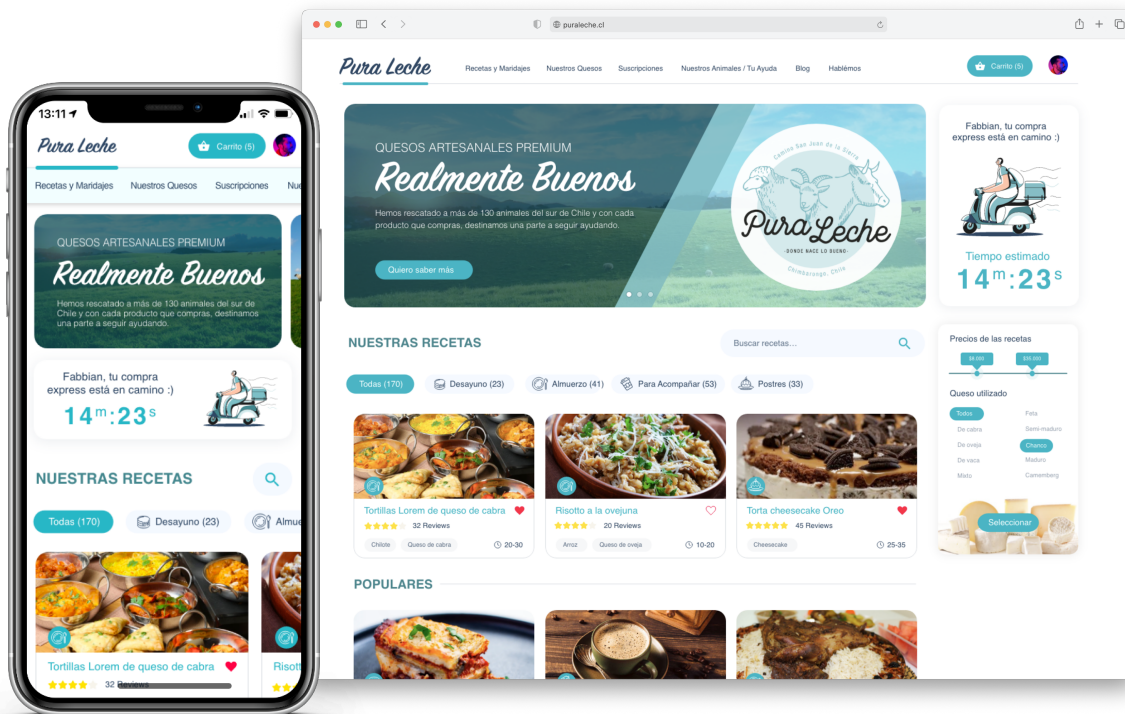 13:11
Pura Leche
Carrito (5)
Recetas y Maridajes Nuestros Quesos Suscripciones Nue
QUESOS ARTESANALES PREMIUM
Realmente Buenos
Hemos rescatado a más de 130 animales del sur de
Chile y con cada producto que compras, destinamos
una parte a seguir ayudando.
Fabbian, tu compra
express está en camino :)
14m:23s
NUESTRAS RECETAS
Todas (170) Desayuno (23) Almue
Tortillas Lorem de queso de cabra Risott
32 Reviews
puraleche.cl
Pura Leche
Recetas y Maridajes Nuestros Quesos Suscripciones Nuestros Animales / Tu Ayuda Blog Hablémos
Carrito (5)
QUESOS ARTESANALES PREMIUM
Realmente Buenos
Hemos rescatado a más de 130 animales del sur de Chile y con cada
producto que compras, destinamos una parte a seguir ayudando.
Quiero saber más
Camino San Juan de la Sierra
Pura Leche
·DONDE NACE LO BUENO·
Chimbarongo, Chile
Fabbian, tu compra
express está en camino :)
Tiempo estimado
14m:23s
NUESTRAS RECETAS
Buscar recetas...
Todas (170) Desayuno (23) Almuerzo (41) Para Acompañar (53) Postres (33)
Tortillas Lorem de queso de cabra
32 Reviews
Chilote Queso de cabra 20-30
Risotto a la ovejuna
20 Reviews
Arroz Queso de oveja 10-20
Torta cheesecake Oreo
45 Reviews
Cheesecake 25-35
POPULARES
Precios de las recetas
Queso utilizado
Todos Feta
De cabra Semi-maduro
De oveja Chanco
De vaca Maduro
Mixto Camemberg
Seleccionar